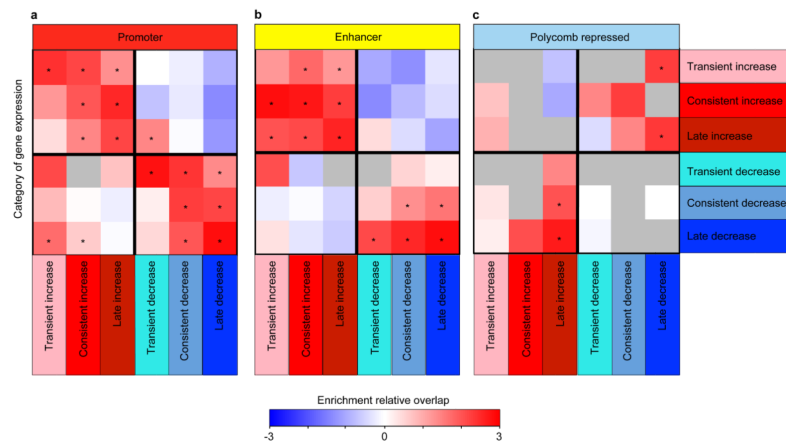 a
b
c
Promoter
Enhancer
Polycomb repressed
Category of gene expression
* * *
* *
* * *
* *
* * *
* * *
*
*
Transient increase
Consistent increase
Late increase
* * *
* *
* * * *
* *
* * *
*
*
Transient decrease
Consistent decrease
Late decrease
Transient increase
Consistent increase
Late increase
Transient decrease
Consistent decrease
Late decrease
Transient increase
Consistent increase
Late increase
Transient decrease
Consistent decrease
Late decrease
Transient increase
Consistent increase
Late increase
Transient decrease
Consistent decrease
Late decrease
Enrichment relative overlap
-3 0 3